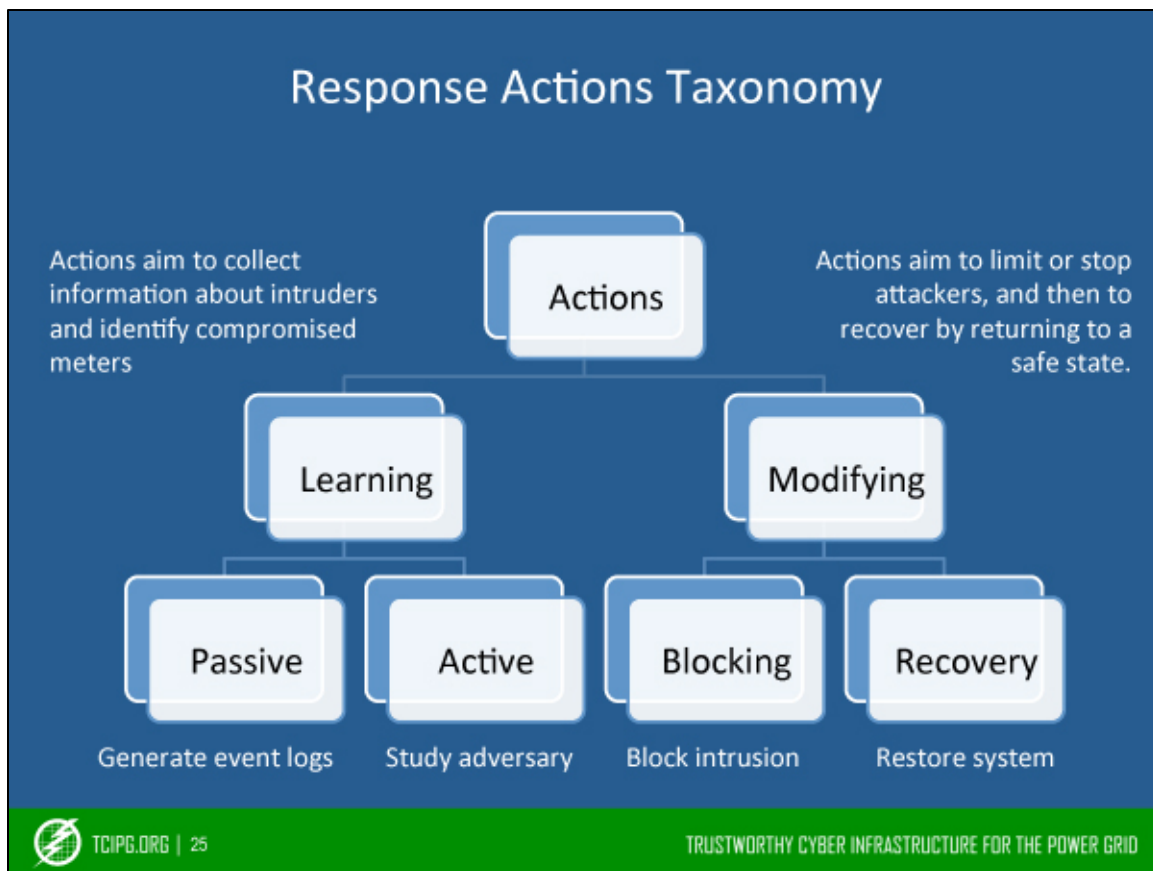 Response Actions Taxonomy
Actions aim to collect
information about intruders
and identify compromised
meters
Actions
Actions aim to limit or stop
attackers, and then to
recover by returning to a
safe state.
Learning
Modifying
Passive
Active
Blocking
Recovery
Generate event logs
Study adversary
Block intrusion
Restore system
TCIPG.ORG | 25
TRUSTWORTHY CYBER INFRASTRUCTURE FOR THE POWER GRID